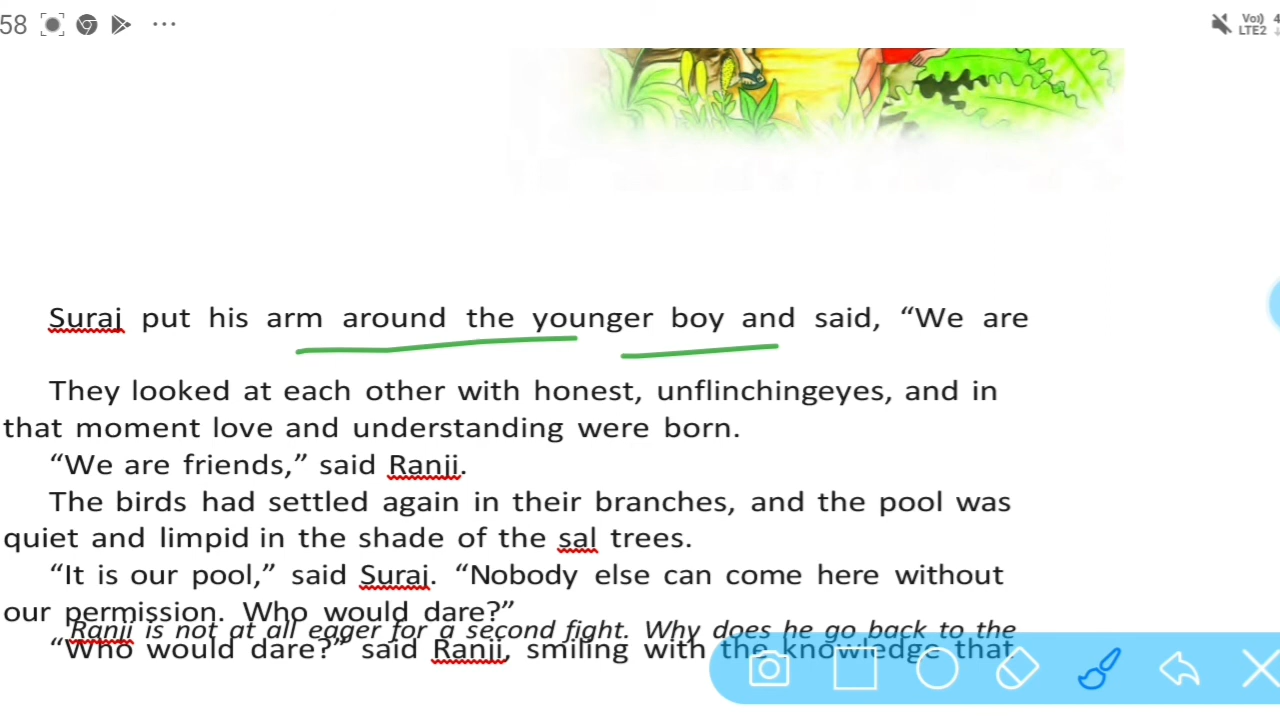 58
Vo))
4
LTE2
Suraj put his arm around the younger boy and said, “We are
They looked at each other with honest, unflinchingeyes, and in
that moment love and understanding were born.
“We are friends,” said Ranji.
The birds had settled again in their branches, and the pool was
quiet and limpid in the shade of the sal trees.
“It is our pool,” said Suraj. “Nobody else can come here without
our permission. Who would dare?”
Ranji is not at all eager for a second fight. Why does he go back to the
“Who would dare?” said Ranji, smiling with the knowledge that